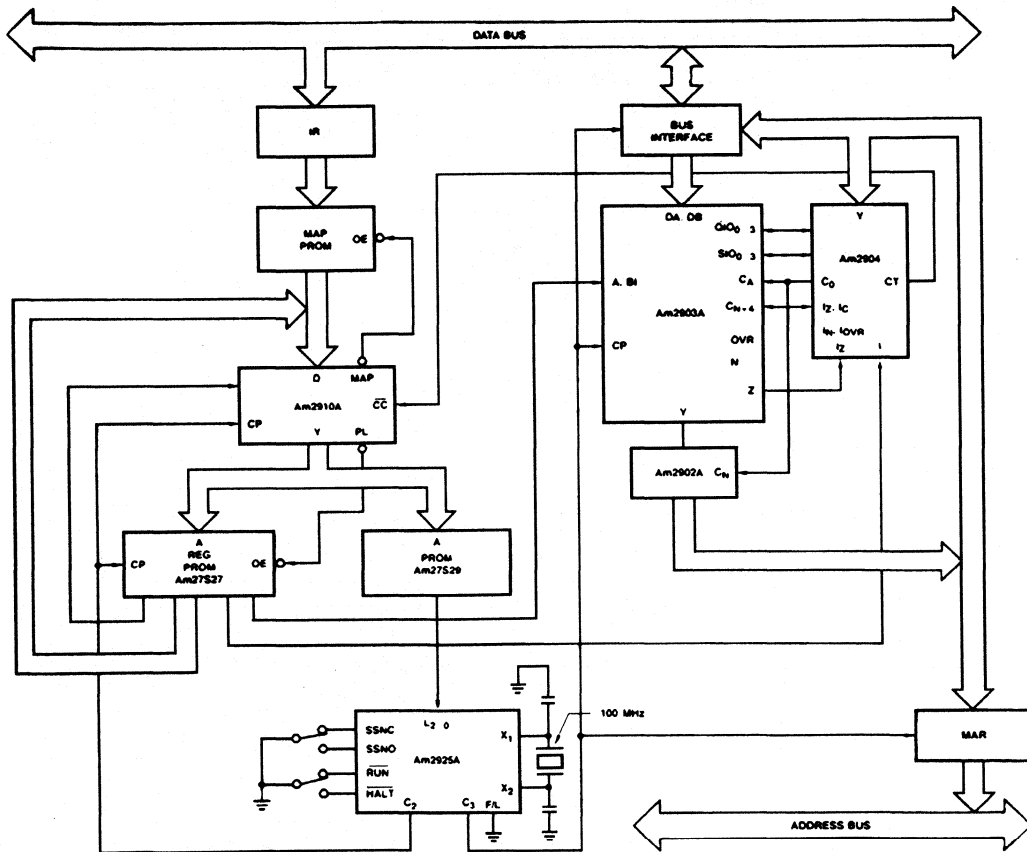 DATA BUS
IR
BUS
INTERFACE
MAP
PROM
OE
DA, DB
QIO0 3
SIO0 3
A, BI
CA
Am2903A
CN+4
OVR
CP
N
Z
Y
Y
Am2904
C0
CT
IZ, IC
IN, IOVR
IZ
I
D
MAP
Am2910A
CC
CP
Y
PL
Am2902A
CN
A
REG
PROM
Am27S27
CP
OE
A
PROM
Am27S29
L2 0
100 MHz
SSNC
SSNO
RUN
HALT
X1
Am2925A
X2
C2
C3
F/L
MAR
ADDRESS BUS